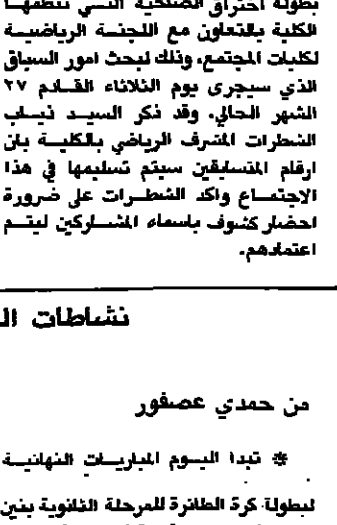 بطولة اختراق الضاحية التي تنظمها
الكلية بالتعاون مع اللجنة الرياضية
لكليات المجتمع، وذلك لبحث امور السباق
الذي سيجري يوم الثلاثاء القادم ٢٧
الشهر الحالي. وقد ذكر السيد ذياب
الشطرات المشرف الرياضي بالكلية بان
ارقام المتسابقين سيتم تسليمها في هذا
الاجتماع واكد الشطرات على ضرورة
احضار كشوف باسماء المشاركين ليتم
اعتمادهم.
نشاطات
من حمدي عصفور
* تبدا اليوم المباريات النهائية
لبطولة كرة الطائرة للمرحلة الثانوية بنين